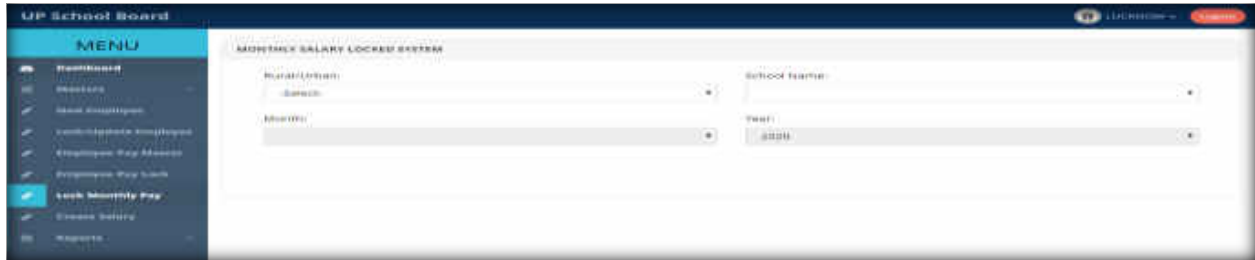 UP School Board
LUCKNOW
Logout
MENU
Dashboard
Masters
New Employee
Lock/Update Employee
Employee Pay Master
Employee Pay Lock
Lock Monthly Pay
Create Salary
Reports
MONTHLY SALARY LOCKED SYSTEM
Rural/Urban:
School Name:
-Select-
Month:
Year:
2020